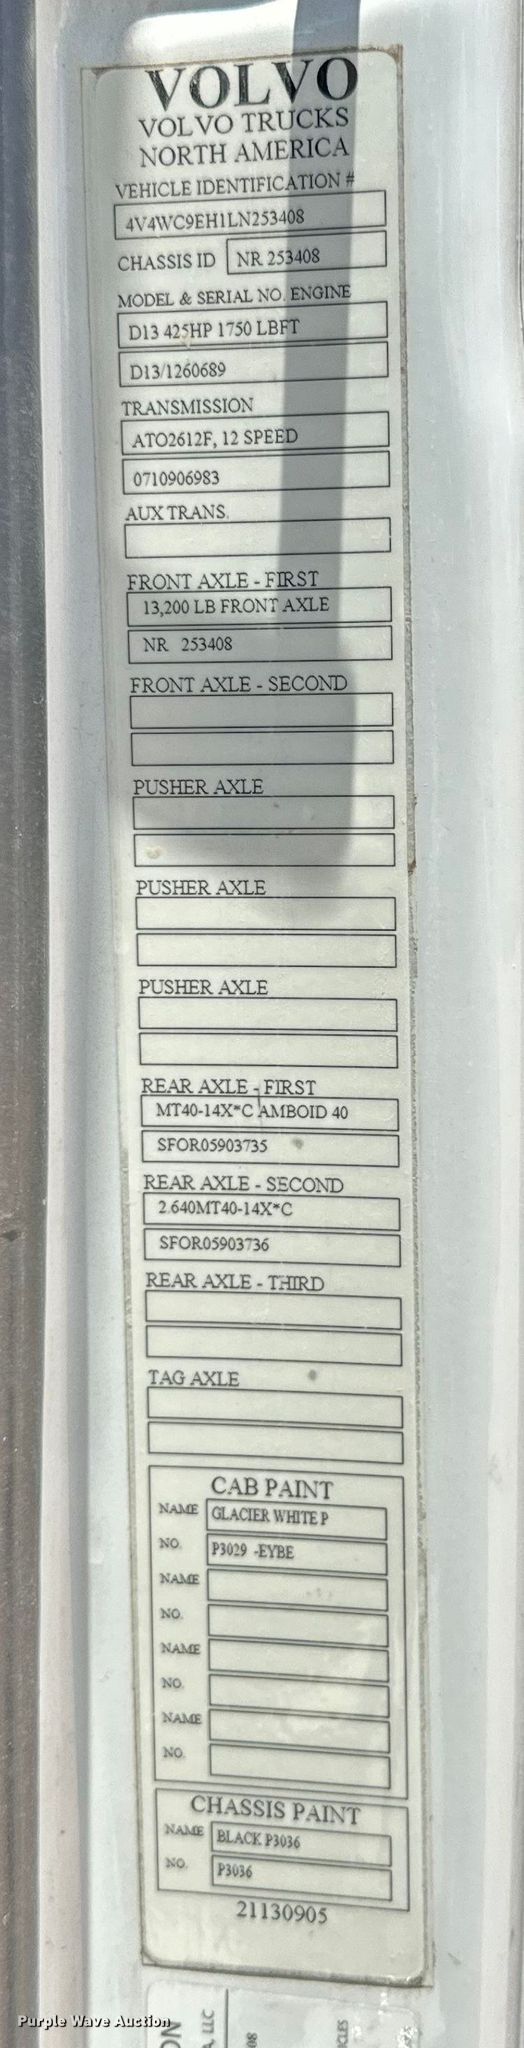 VOLVO
VOLVO TRUCKS
NORTH AMERICA
VEHICLE IDENTIFICATION #
4V4WC9EH1LN253408
CHASSIS ID NR 253408
MODEL & SERIAL NO. ENGINE
D13 425HP 1750 LBFT
D13/1260689
TRANSMISSION
ATO2612F, 12 SPEED
0710906983
AUX TRANS.
FRONT AXLE - FIRST
13,200 LB FRONT AXLE
NR 253408
FRONT AXLE - SECOND
PUSHER AXLE
PUSHER AXLE
PUSHER AXLE
REAR AXLE - FIRST
MT40-14X*C AMBOID 40
SFOR05903735
REAR AXLE - SECOND
2.640MT40-14X*C
SFOR05903736
REAR AXLE - THIRD
TAG AXLE
CAB PAINT
NAME GLACIER WHITE P
NO. P3029 -EYBE
NAME
NO.
NAME
NO.
NAME
NO.
CHASSIS PAINT
NAME BLACK P3036
NO. P3036
21130905
ON
A, LLC
08
ICLES
Purple Wave Auction